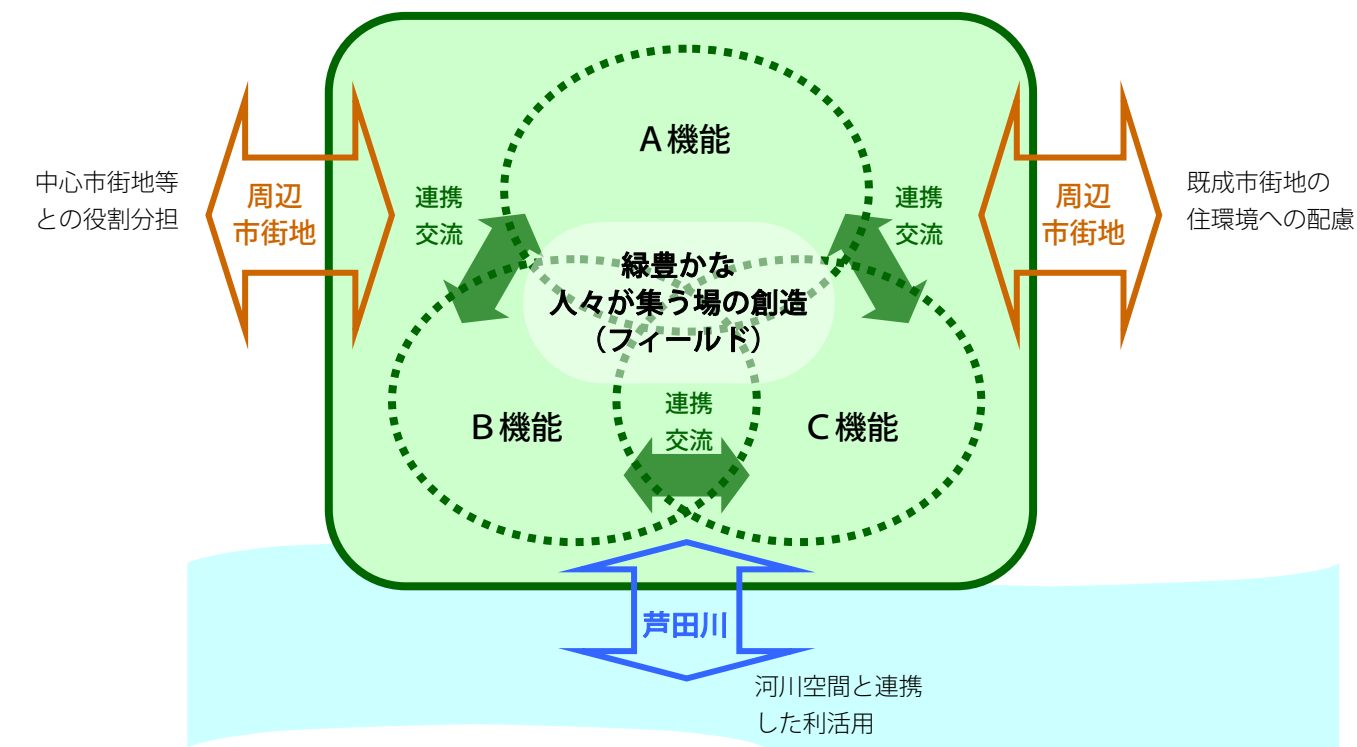 Ａ機能
中心市街地等
との役割分担
周辺
市街地
連携
交流
連携
交流
周辺
市街地
既成市街地の
住環境への配慮
緑豊かな
人々が集う場の創造
（フィールド）
Ｂ機能
連携
交流
Ｃ機能
芦田川
河川空間と連携
した利活用